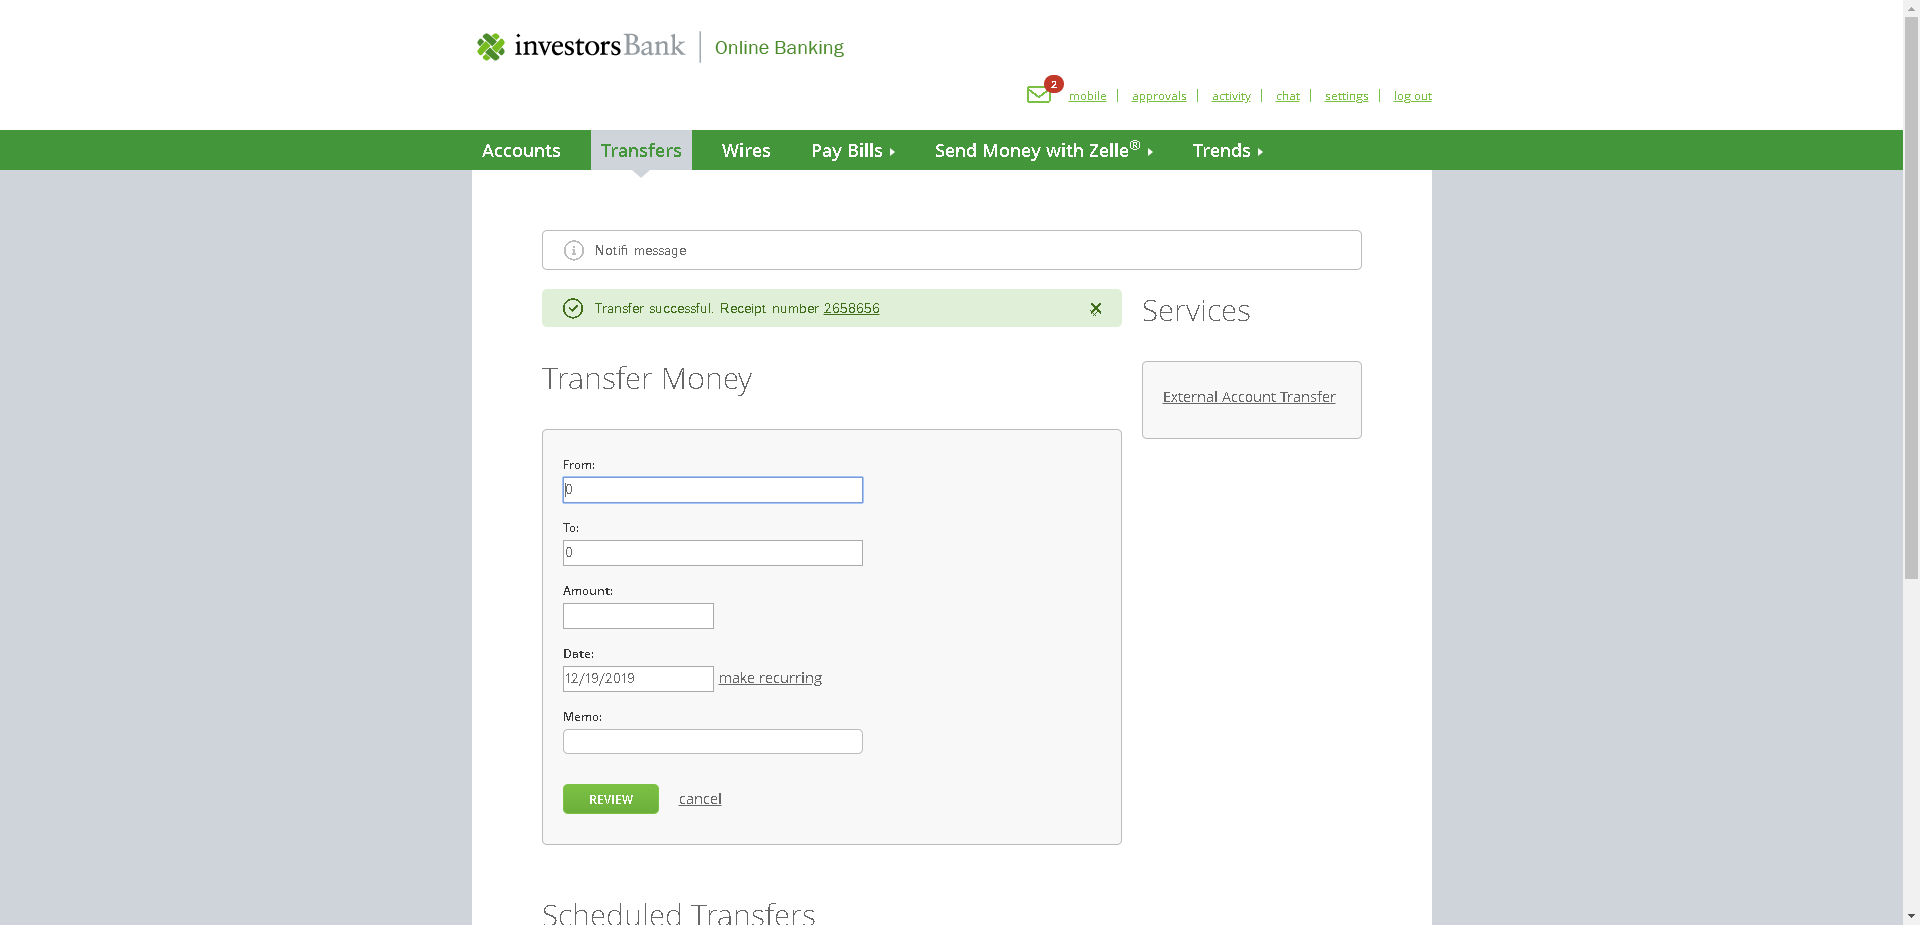 investorsBank Online Banking
2
mobile approvals activity chat settings log out
Accounts Transfers Wires Pay Bills Send Money with Zelle® Trends
Notifi message
Transfer successful. Receipt number 2658656
Services
Transfer Money
External Account Transfer
From:
0
To:
0
Amount:
Date:
12/19/2019 make recurring
Memo:
REVIEW cancel
Scheduled Transfers